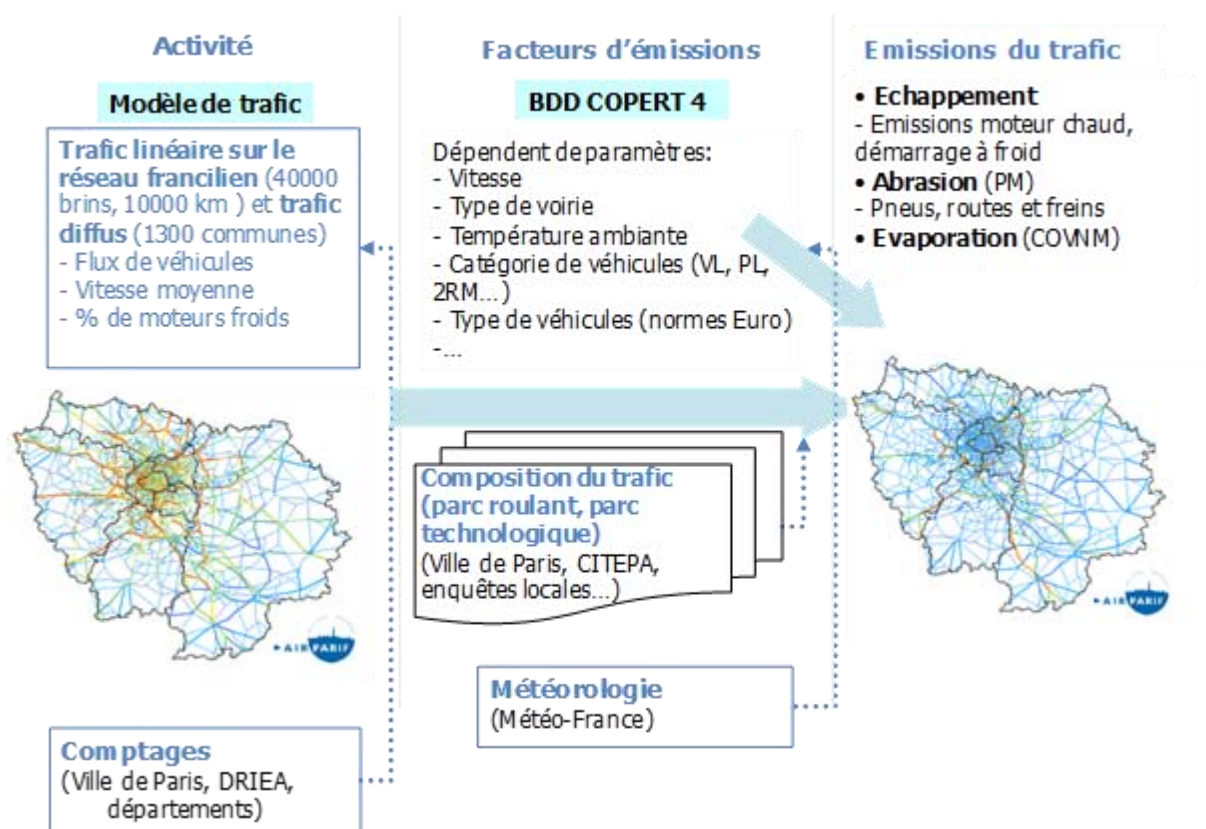 Activité
Modèle de trafic
Trafic linéaire sur le
réseau francilien (40000
brins, 10000 km ) et trafic
diffus (1300 communes)
- Flux de véhicules
- Vitesse moyenne
- % de moteurs froids
AIRPARIF
Comptages
(Ville de Paris, DRIEA,
départements)
Facteurs d'émissions
BDD COPERT 4
Dépendent de paramètres:
- Vitesse
- Type de voirie
- Température ambiante
- Catégorie de véhicules (VL, PL,
2RM...)
- Type de véhicules (normes Euro)
-...
Composition du trafic
(parc roulant, parc
technologique)
(Ville de Paris, CITEPA,
enquêtes locales...)
Météorologie
(Météo-France)
Emissions du trafic
• Echappement
- Emissions moteur chaud,
démarrage à froid
• Abrasion (PM)
- Pneus, routes et freins
• Evaporation (COVNM)
AIRPARIF